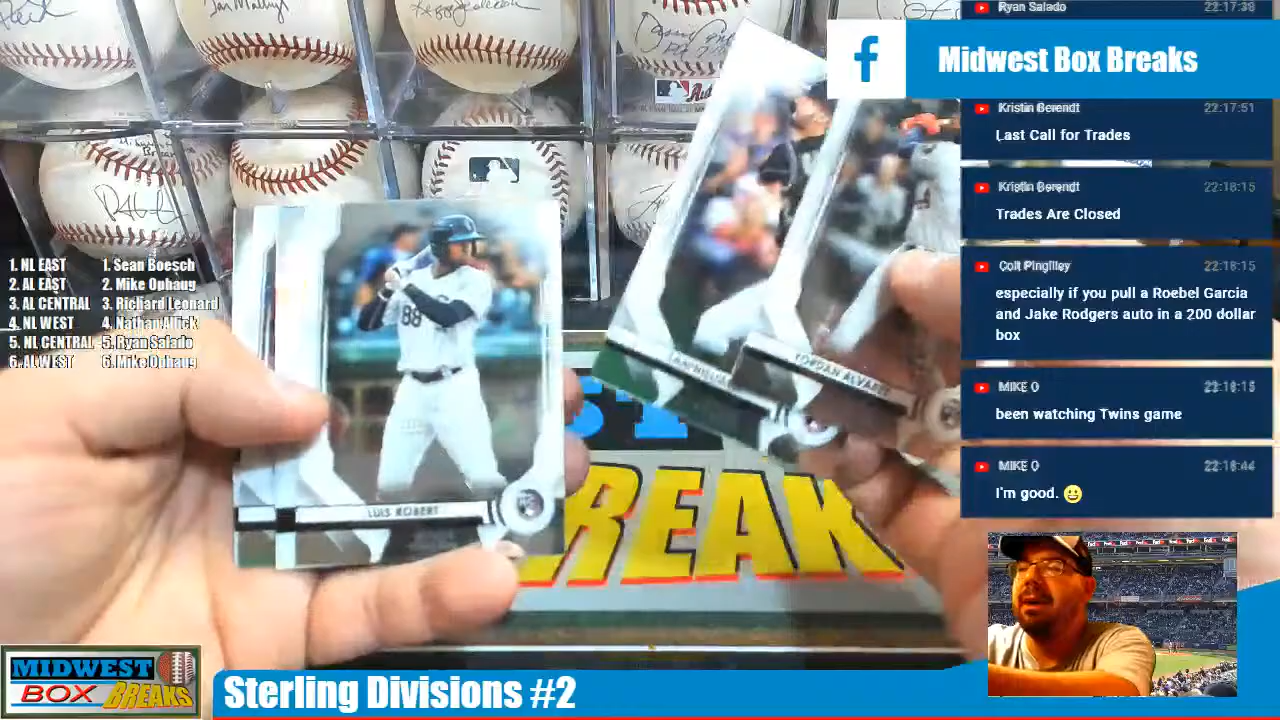 Ryan Salado 22:17:38
Midwest Box Breaks
Kristin Berendt 22:17:51
Last Call for Trades
Kristin Berendt 22:18:15
Trades Are Closed
Colt Pingilley 22:18:15
especially if you pull a Roebel Garcia
and Jake Rodgers auto in a 200 dollar
box
MIKE O 22:18:15
been watching Twins game
MIKE O 22:18:44
I'm good. 😀
1. NL EAST 1. Sean Boesch
2. AL EAST 2. Mike Ophaug
3. AL CENTRAL 3. Richard Leonard
4. NL WEST 4. Nathan Allick
5. NL CENTRAL 5. Ryan Salado
6. AL WEST 6. Mike Ophaug
88
LUIS ROBERT
YORDAN ALVAREZ
BREAK
MIDWEST
BOX BREAKS
Sterling Divisions #2